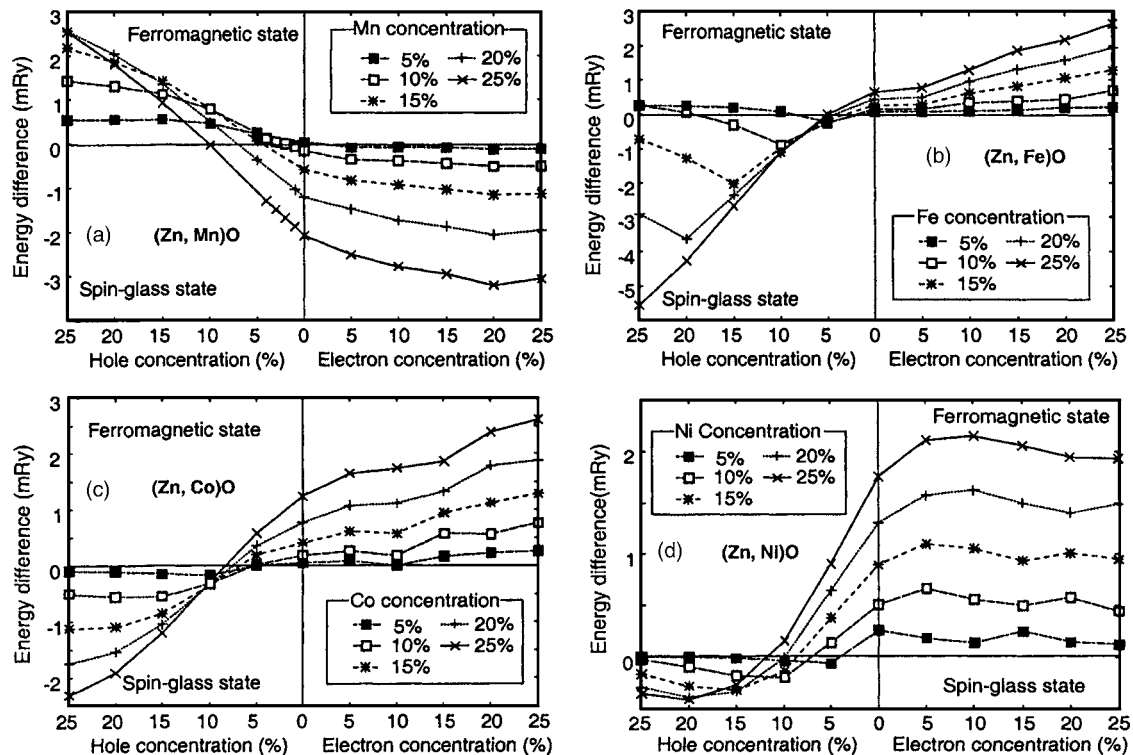 3
2
1
0
-1
-2
-3
Energy difference (mRy)
Ferromagnetic state
Mn concentration
5%
20%
10%
25%
15%
(a)
(Zn, Mn)O
Spin-glass state
25 20 15 10 5 0 5 10 15 20 25
Hole concentration (%) Electron concentration (%)
3
2
1
0
-1
-2
-3
-4
-5
Energy difference (mRy)
Ferromagnetic state
(b)
(Zn, Fe)O
Fe concentration
5%
20%
10%
25%
15%
Spin-glass state
25 20 15 10 5 0 5 10 15 20 25
Hole concentration (%) Electron concentration (%)
3
2
1
0
-1
-2
Energy difference (mRy)
Ferromagnetic state
(c)
(Zn, Co)O
Co concentration
5%
20%
10%
25%
15%
Spin-glass state
25 20 15 10 5 0 5 10 15 20 25
Hole concentration (%) Electron concentration (%)
2
1
0
Energy difference(mRy)
Ferromagnetic state
Ni Concentration
5%
20%
10%
25%
15%
(d)
(Zn, Ni)O
Spin-glass state
25 20 15 10 5 0 5 10 15 20 25
Hole concentration (%) Electron concentration (%)